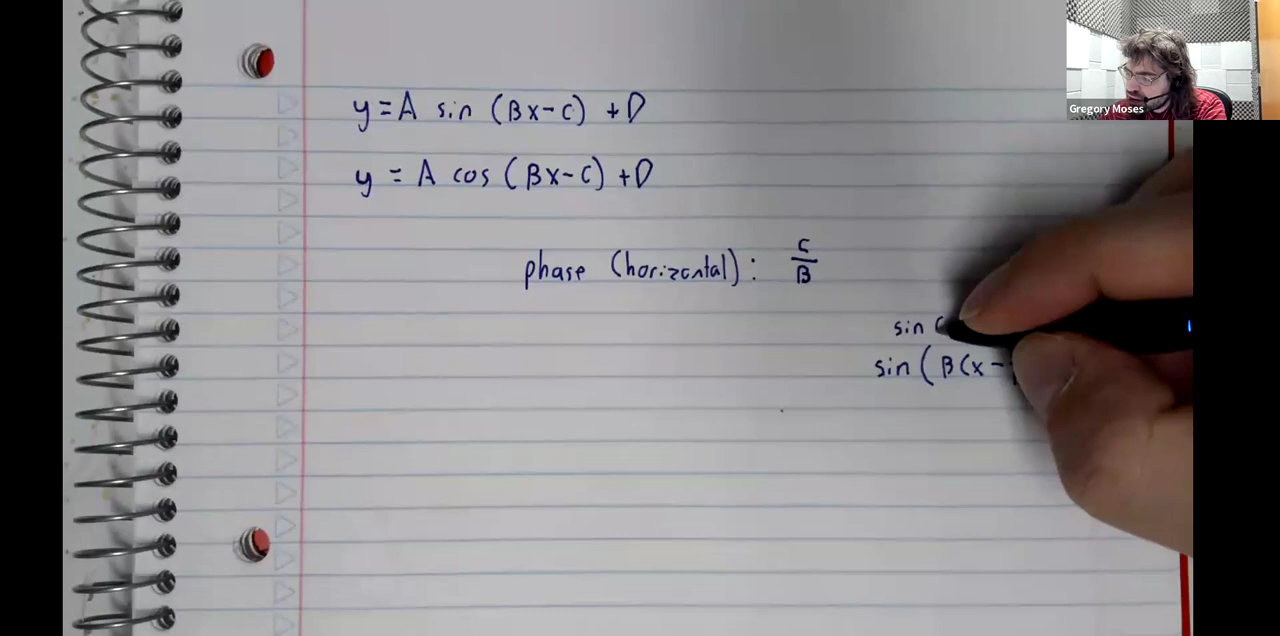 Gregory Moses
y = A sin (Bx - C) + D
y = A cos (Bx - C) + D
phase (horizontal): C/B
sin (
sin ( B(x -